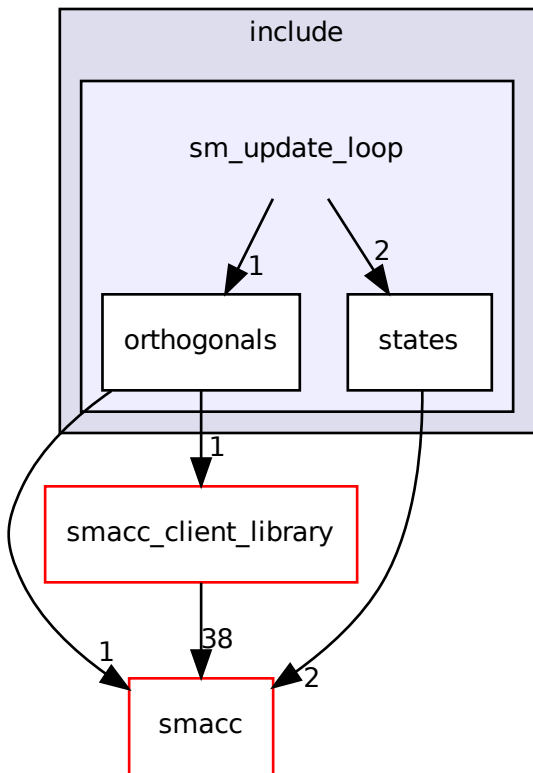 include
sm_update_loop
1
2
orthogonals
states
1
smacc_client_library
38
1
2
smacc